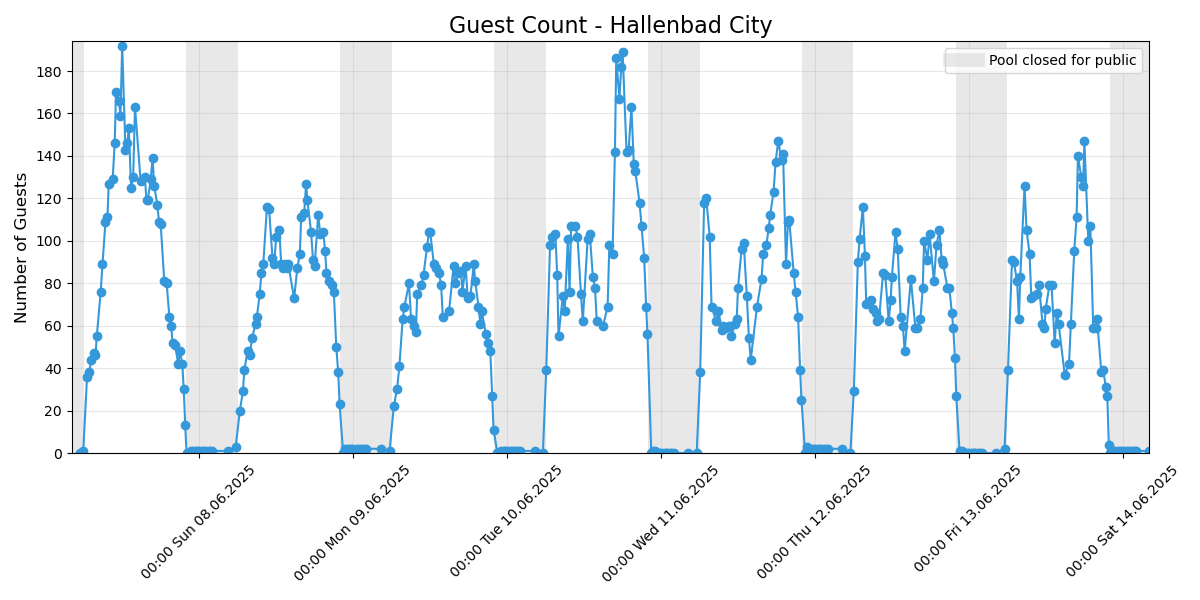 Guest Count - Hallenbad City
Pool closed for public
Number of Guests
180
160
140
120
100
80
60
40
20
0
00:00 Sun 08.06.2025
00:00 Mon 09.06.2025
00:00 Tue 10.06.2025
00:00 Wed 11.06.2025
00:00 Thu 12.06.2025
00:00 Fri 13.06.2025
00:00 Sat 14.06.2025